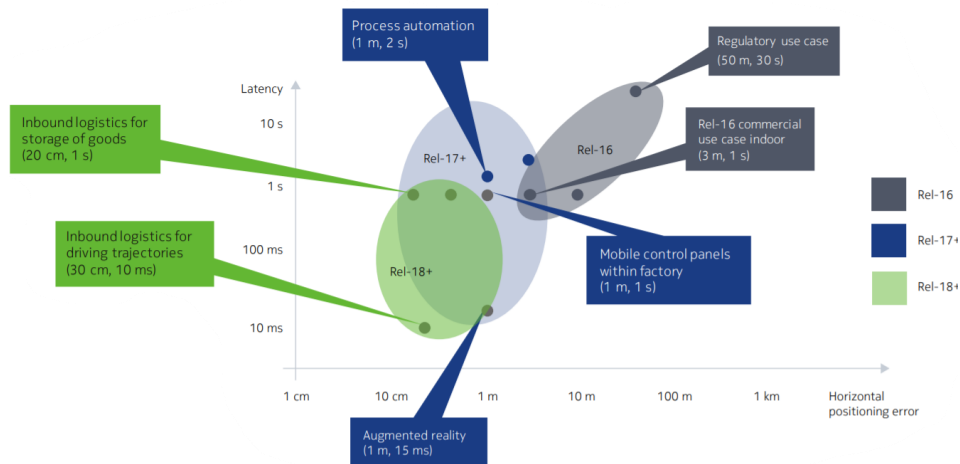 Process automation
(1 m, 2 s)
Regulatory use case
(50 m, 30 s)
Latency
10 s
Inbound logistics for
storage of goods
(20 cm, 1 s)
Rel-16 commercial
use case indoor
(3 m, 1 s)
Rel-17+
Rel-16
1 s
Rel-16
Inbound logistics for
driving trajectories
(30 cm, 10 ms)
100 ms
Rel-18+
Mobile control panels
within factory
(1 m, 1 s)
Rel-17+
Rel-18+
10 ms
1 cm
10 cm
1 m
10 m
100 m
1 km
Horizontal
positioning error
Augmented reality
(1 m, 15 ms)